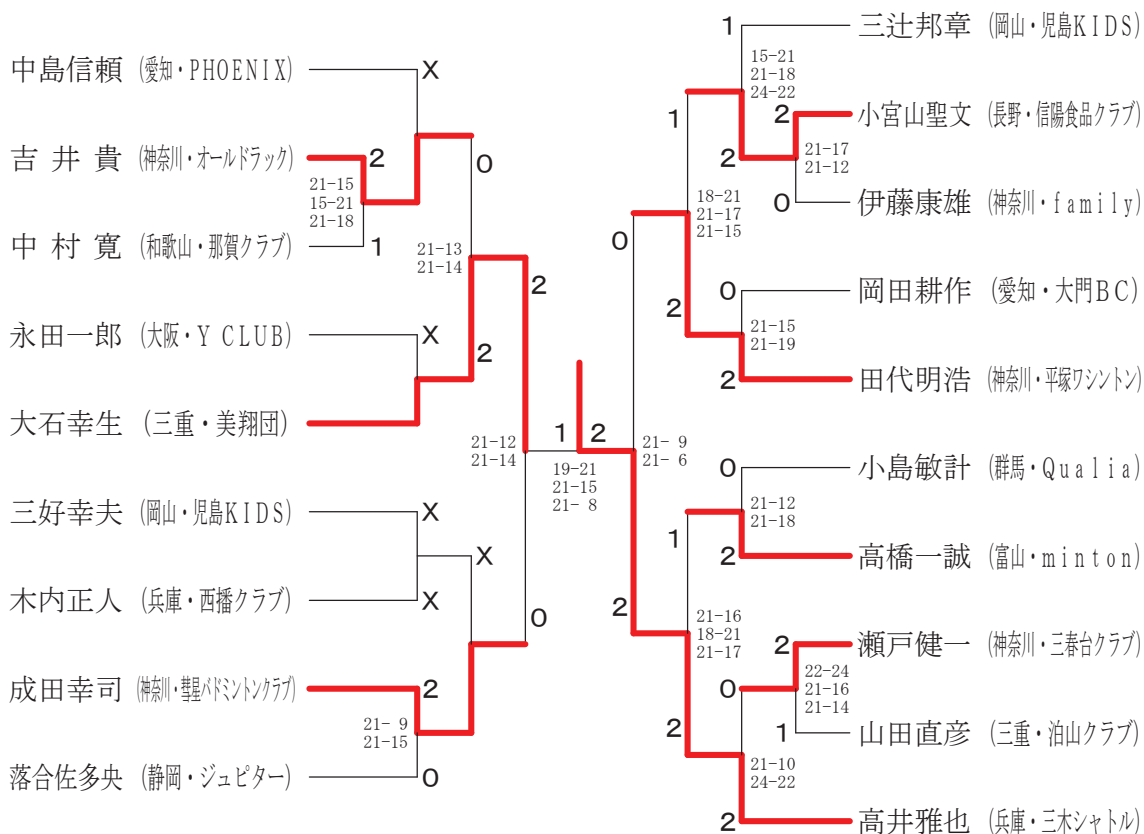 中島信頼 (愛知・PHOENIX)
X
吉井貴 (神奈川・オールドラック)
2
21-15
15-21
21-18
中村寛 (和歌山・那賀クラブ)
1
0
21-13
21-14
永田一郎 (大阪・Y CLUB)
X
2
大石幸生 (三重・美翔団)
2
21-12
21-14
三好幸夫 (岡山・児島KIDS)
X
木内正人 (兵庫・西播クラブ)
X
X
0
成田幸司 (神奈川・彗星バドミントンクラブ)
2
21- 9
21-15
落合佐多央 (静岡・ジュピター)
0
1
2
19-21
21-15
21- 8
1
三辻邦章 (岡山・児島KIDS)
15-21
21-18
24-22
1
2
小宮山聖文 (長野・信陽食品クラブ)
2
21-17
21-12
0
伊藤康雄 (神奈川・family)
18-21
21-17
21-15
0
0
岡田耕作 (愛知・大門BC)
2
21-15
21-19
2
田代明浩 (神奈川・平塚ワシントン)
21- 9
21- 6
0
小島敏計 (群馬・Qualia)
21-12
21-18
1
2
高橋一誠 (富山・minton)
2
21-16
18-21
21-17
2
瀬戸健一 (神奈川・三春台クラブ)
0
22-24
21-16
21-14
2
1
山田直彦 (三重・泊山クラブ)
21-10
24-22
2
高井雅也 (兵庫・三木シャトル)